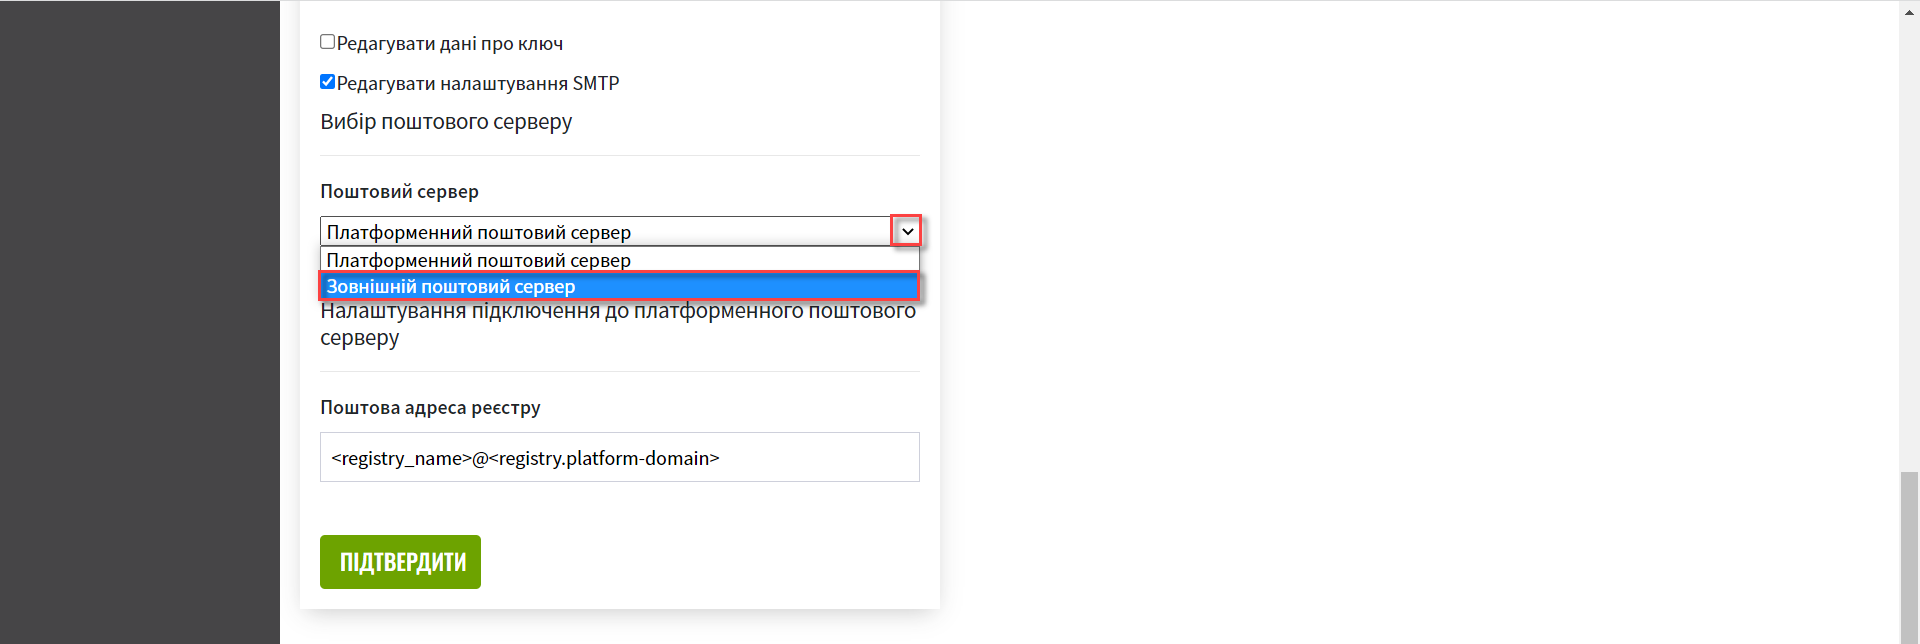 Редагувати дані про ключ
Редагувати налаштування SMTP
Вибір поштового серверу
Поштовий сервер
Платформенний поштовий сервер
Платформенний поштовий сервер
Зовнішній поштовий сервер
Налаштування підключення до платформенного поштового
серверу
Поштова адреса реєстру
<registry_name>@<registry.platform-domain>
ПІДТВЕРДИТИ